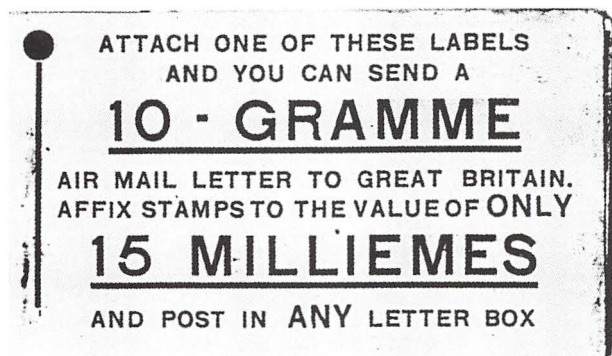 ATTACH ONE OF THESE LABELS
AND YOU CAN SEND A
10 - GRAMME
AIR MAIL LETTER TO GREAT BRITAIN.
AFFIX STAMPS TO THE VALUE OF ONLY
15 MILLIEMES
AND POST IN ANY LETTER BOX